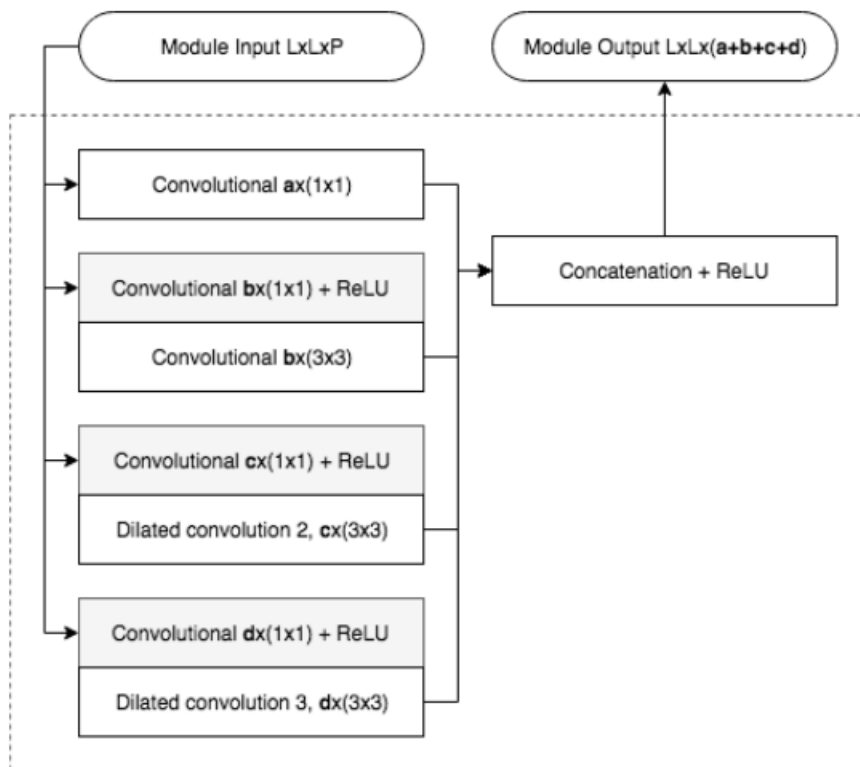 Module Input LxLxP
Module Output LxLx(a+b+c+d)
Convolutional ax(1x1)
Convolutional bx(1x1) + ReLU
Convolutional bx(3x3)
Concatenation + ReLU
Convolutional cx(1x1) + ReLU
Dilated convolution 2, cx(3x3)
Convolutional dx(1x1) + ReLU
Dilated convolution 3, dx(3x3)